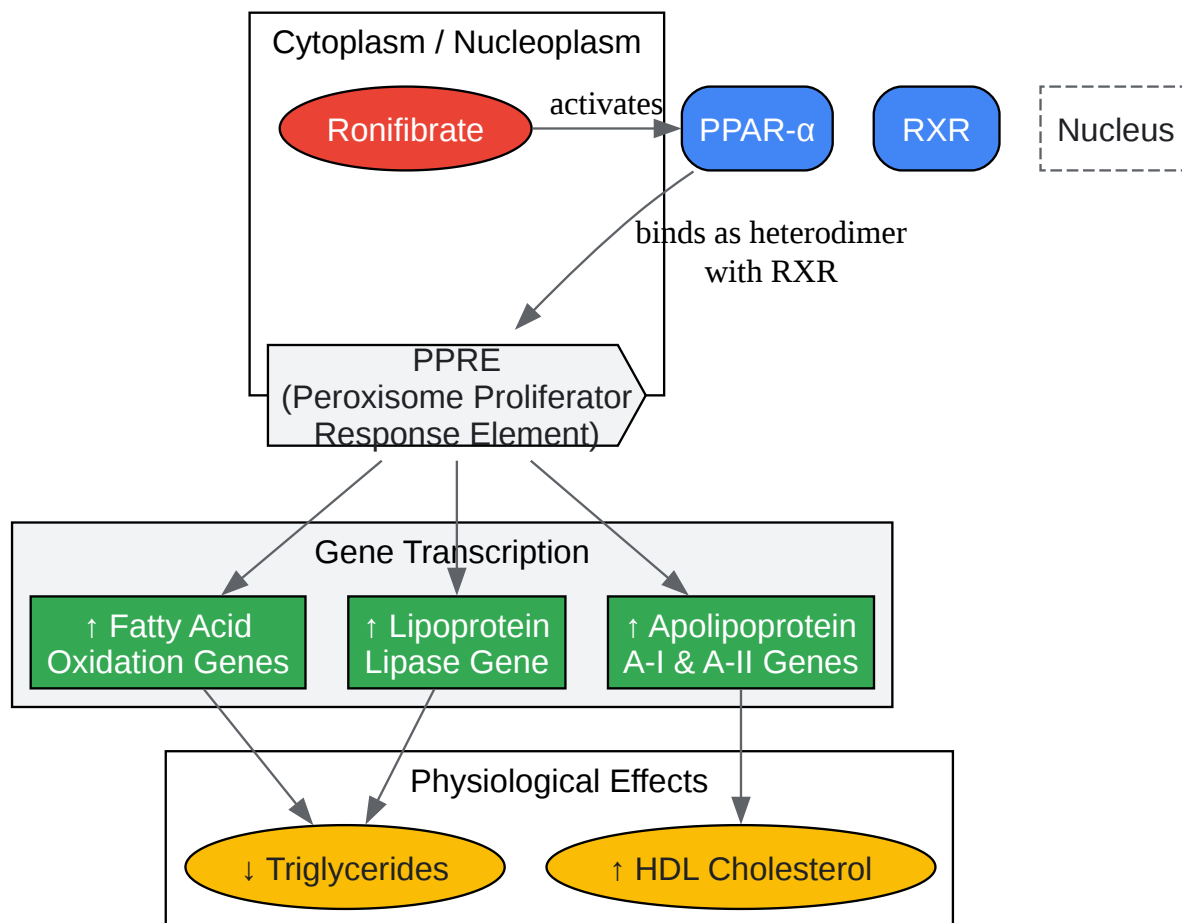 Cytoplasm / Nucleoplasm
Ronifibrate
activates
PPAR-α
RXR
Nucleus
binds as heterodimer
with RXR
PPRE
(Peroxisome Proliferator
Response Element)
Gene Transcription
↑ Fatty Acid
Oxidation Genes
↑ Lipoprotein
Lipase Gene
↑ Apolipoprotein
A-I & A-II Genes
Physiological Effects
↓ Triglycerides
↑ HDL Cholesterol